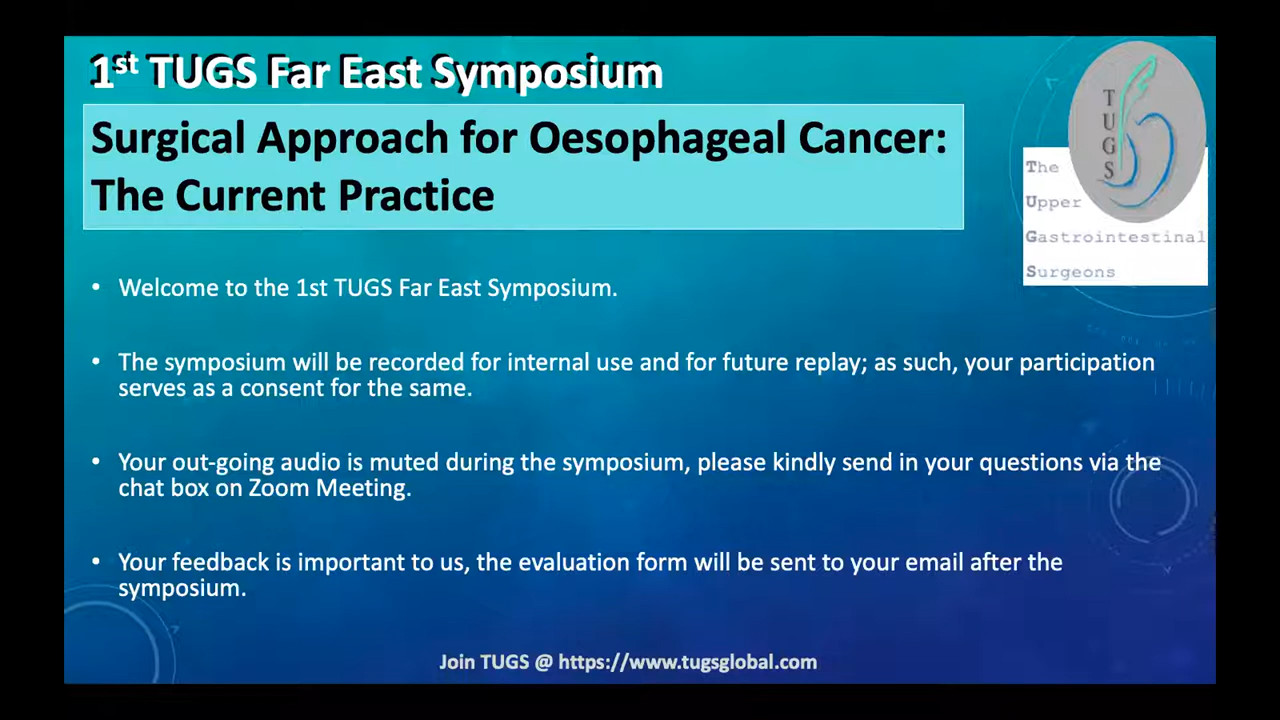 1st TUGS Far East Symposium
Surgical Approach for Oesophageal Cancer:
The Current Practice
TUGS
The
Upper
Gastrointestinal
Surgeons
• Welcome to the 1st TUGS Far East Symposium.
• The symposium will be recorded for internal use and for future replay; as such, your participation
serves as a consent for the same.
• Your out-going audio is muted during the symposium, please kindly send in your questions via the
chat box on Zoom Meeting.
• Your feedback is important to us, the evaluation form will be sent to your email after the
symposium.
Join TUGS @ https://www.tugsglobal.com